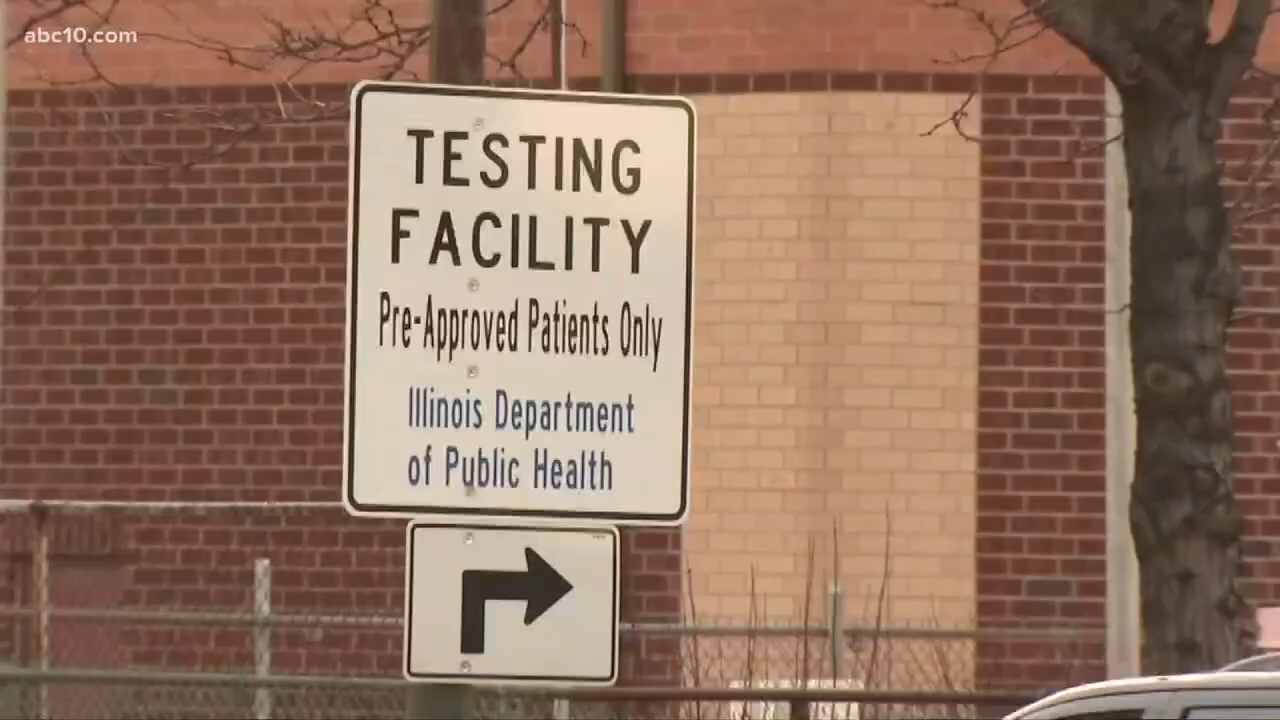 abc10.com
TESTING
FACILITY
Pre-Approved Patients Only
Illinois Department
of Public Health